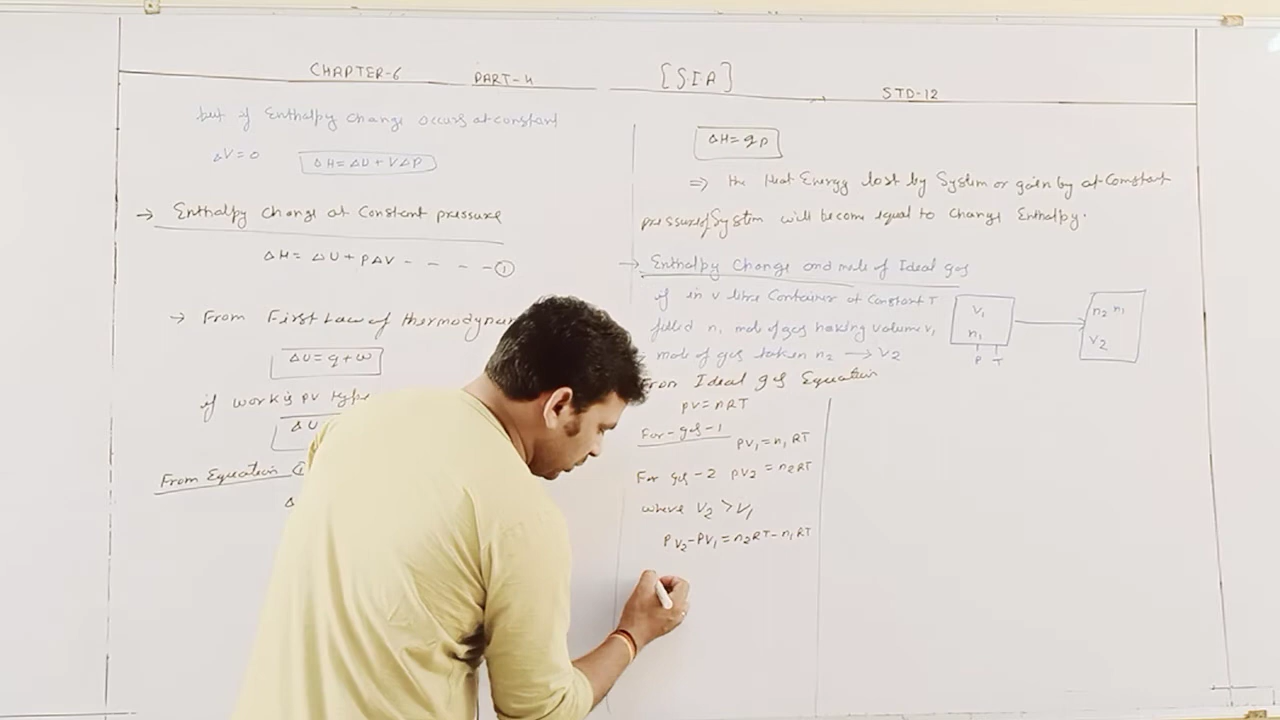 CHAPTER-6 PART-4 [SIA] STD-12
but if Enthalpy change occurs at constant
ΔV=0 ΔH=ΔU+VΔP
→ Enthalpy change at Constant pressure
ΔH=ΔU+PΔV - - - - ①
→ From First Law of thermodynam
ΔU=q+w
if work is PV type
ΔU
From Equation ①
Δ
ΔH=qp
⇒ the Heat Energy lost by System or gain by at Constant
pressure of System will become equal to change Enthalpy.
→ Enthalpy Change and mole of Ideal gas
if in v litre Container at Constant T
filled n₁ mol of gas having volume v₁
mole of gas taken n₂ → V₂
V₁
n₁
P T
n₂ n₁
V₂
From Ideal gas Equation
PV=nRT
For-gas-1 PV₁=n₁RT
For gas-2 PV₂=n₂RT
where V₂>V₁
PV₂-PV₁=n₂RT-n₁RT